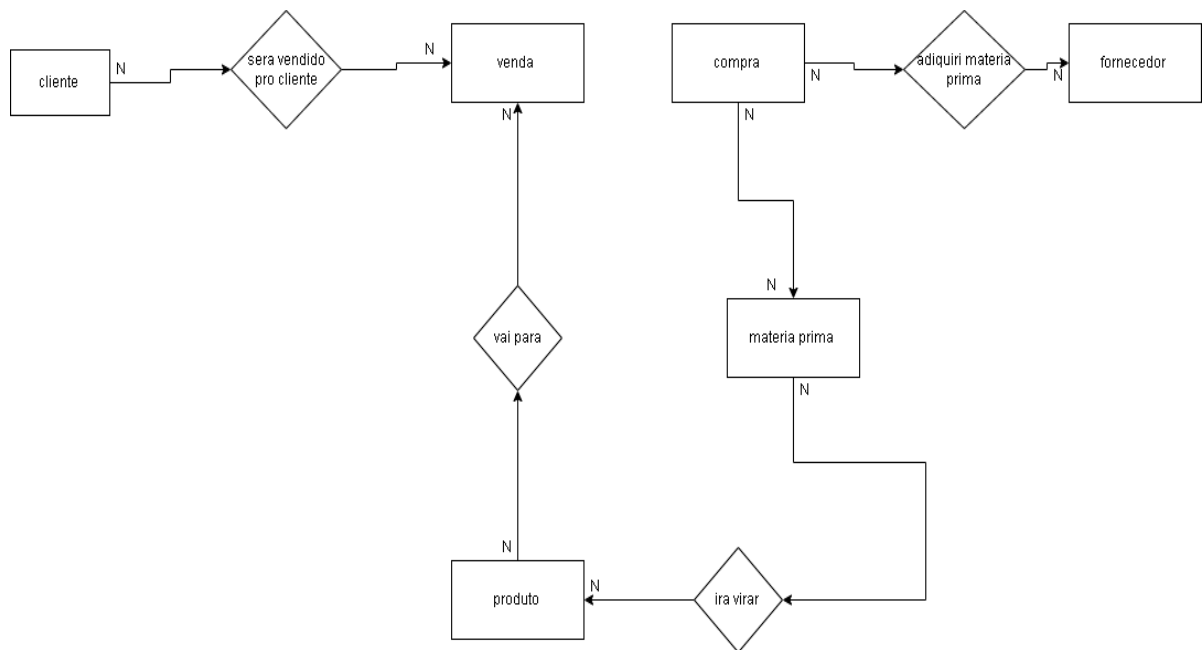 cliente
N
sera vendido
pro cliente
N
venda
N
compra
N
N
adiquiri materia
prima
N
fornecedor
N
materia prima
N
vai para
N
produto
N
ira virar